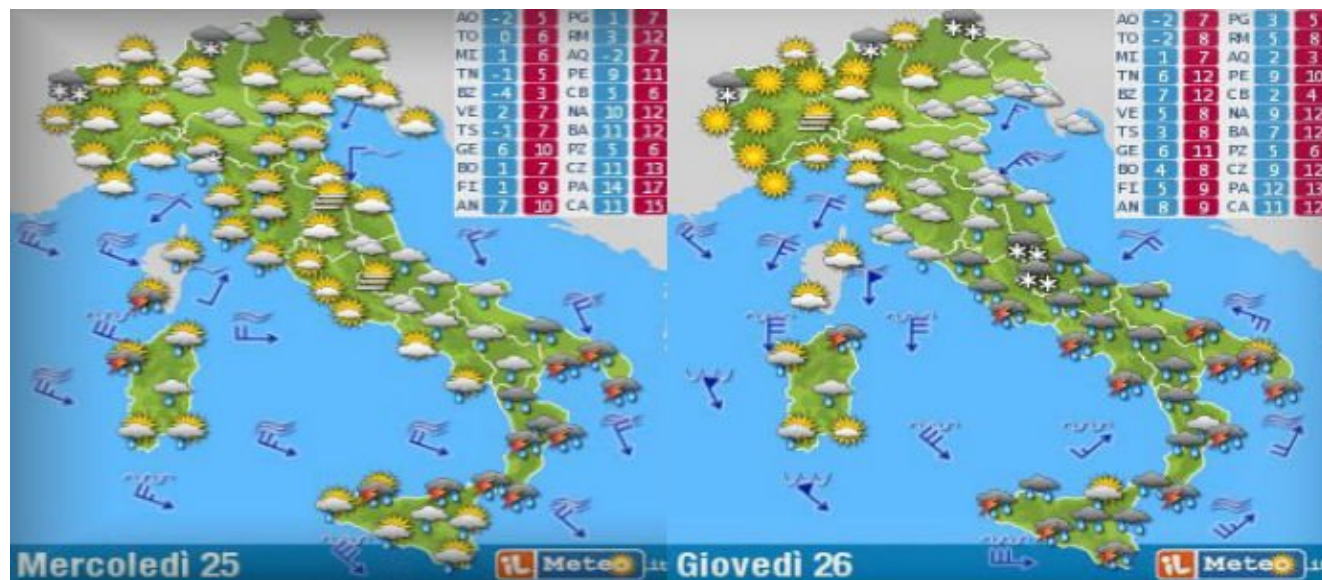 AO -2 5 PG 1 7
TO 0 6 RM 3 12
MI 1 6 AQ -2 7
TN -1 5 PE 9 11
BZ -4 3 CB 5 6
VE 2 7 NA 10 12
TS -3 7 BA 11 12
GE 6 10 PZ 5 6
BO 1 7 CZ 11 13
FI 1 9 PA 14 17
AN 7 10 CA 11 15
Mercoledì 25
iL Meteo.it
AO -2 7 PG 3 5
TO -2 8 RM 5 8
MI 1 7 AQ 2 3
TN 6 12 PE 9 10
BZ 7 12 CB 2 4
VE 5 8 NA 9 12
TS 3 8 BA 7 12
GE 6 11 PZ 5 6
BO 4 8 CZ 9 12
FI 5 9 PA 12 13
AN 8 9 CA 11 12
Giovedì 26
iL Meteo